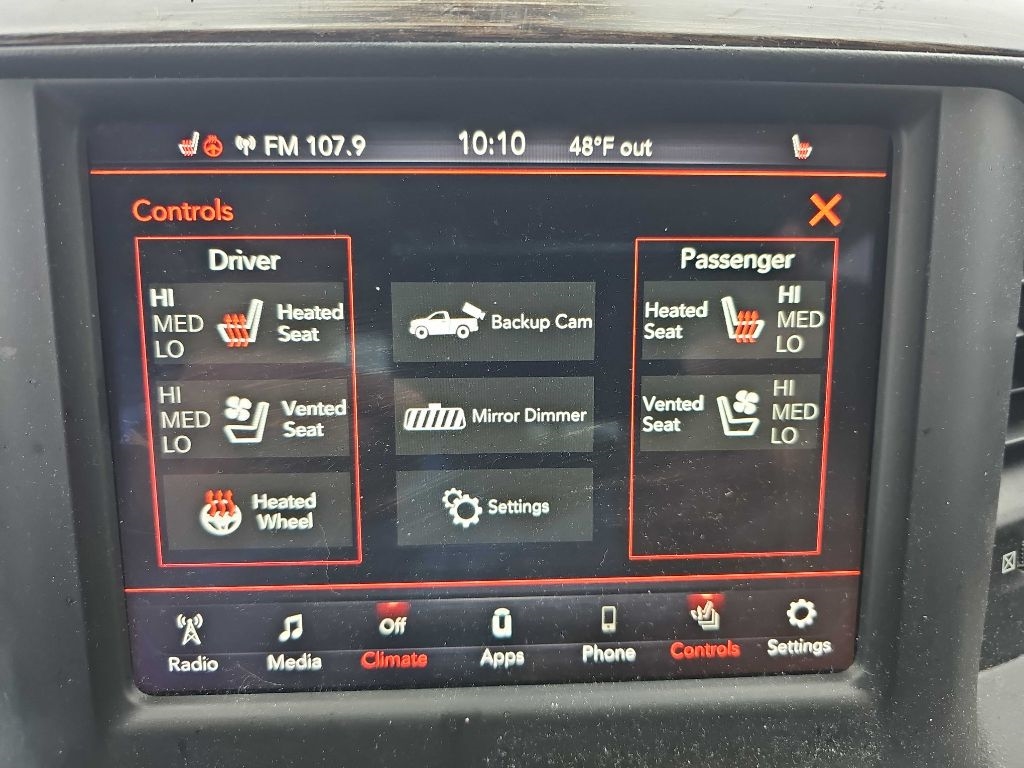 FM 107.9 10:10 48°F out
Controls
Driver
HI
MED
LO
Heated
Seat
HI
MED
LO
Vented
Seat
Heated
Wheel
Backup Cam
Mirror Dimmer
Settings
Passenger
Heated
Seat
HI
MED
LO
Vented
Seat
HI
MED
LO
Radio
Media
Off
Climate
Apps
Phone
Controls
Settings